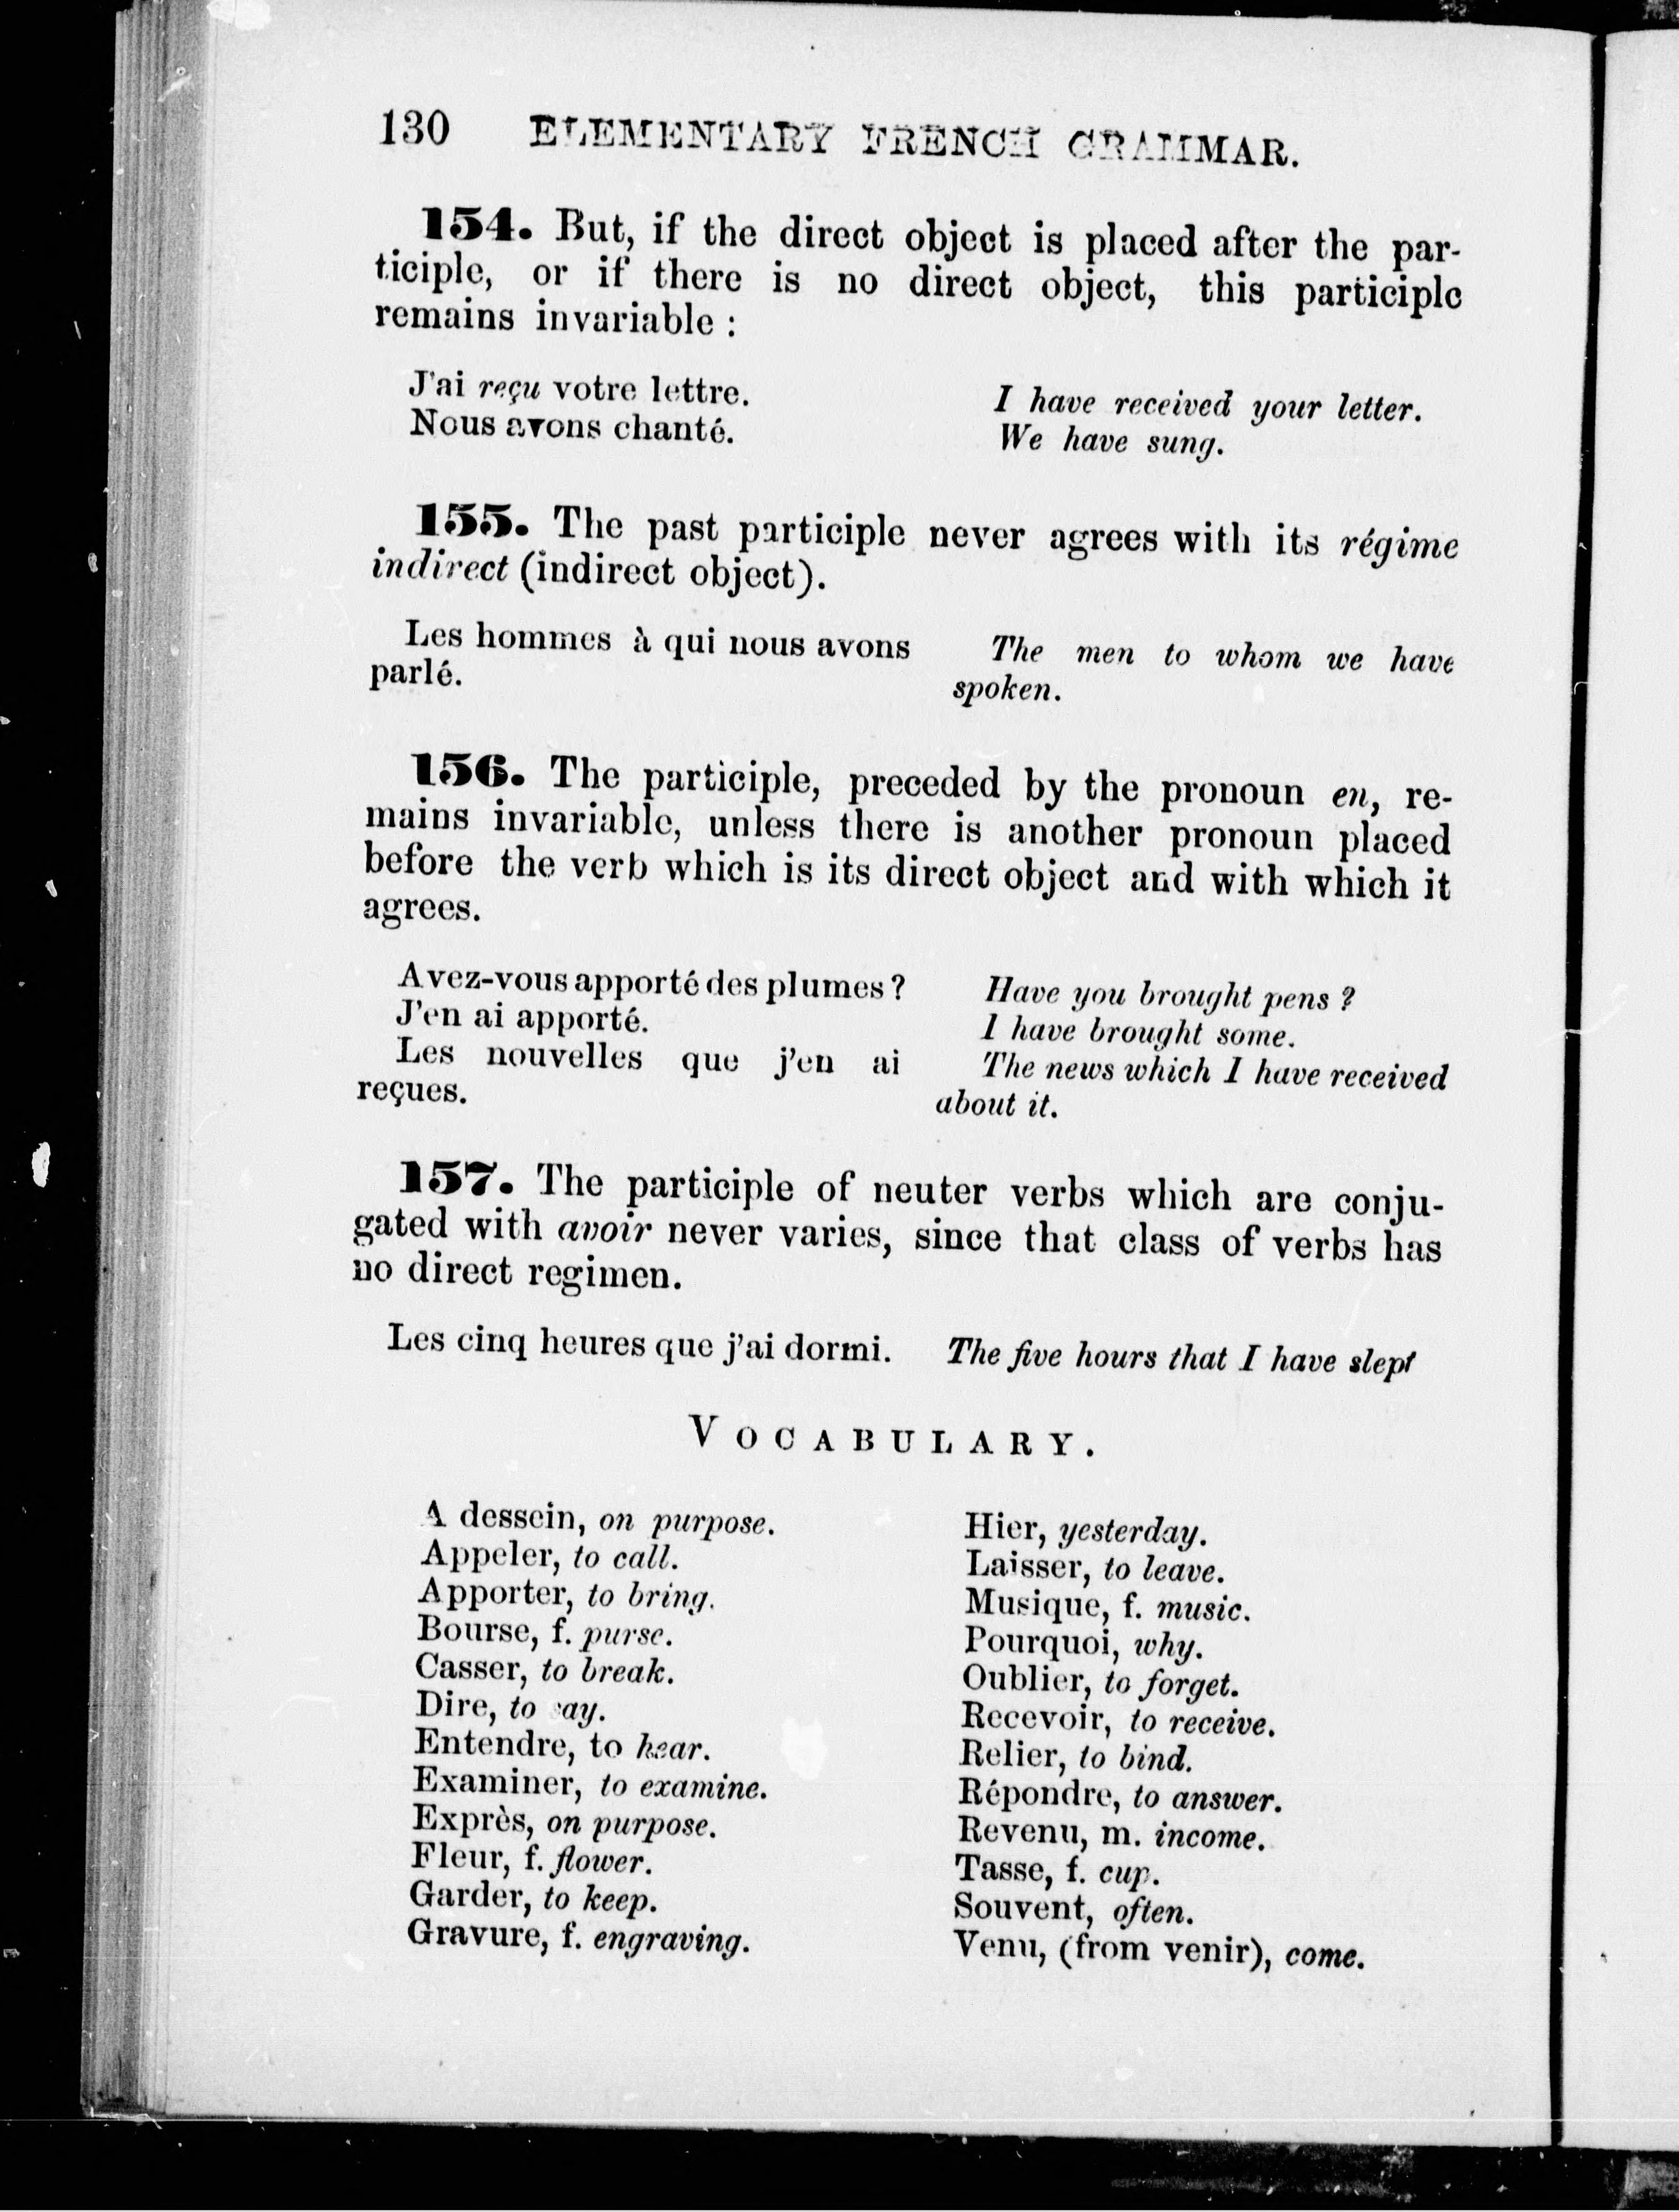 130 ELEMENTARY FRENCH GRAMMAR.
154. But, if the direct object is placed after the par-
ticiple, or if there is no direct object, this participle
remains invariable :
J'ai reçu votre lettre.
Nous avons chanté.
I have received your letter.
We have sung.
155. The past participle never agrees with its régime
indirect (indirect object).
Les hommes à qui nous avons
parlé.
The men to whom we have
spoken.
156. The participle, preceded by the pronoun en, re-
mains invariable, unless there is another pronoun placed
before the verb which is its direct object and with which it
agrees.
Avez-vous apporté des plumes ?
J'en ai apporté.
Les nouvelles que j'en ai
reçues.
Have you brought pens ?
I have brought some.
The news which I have received
about it.
157. The participle of neuter verbs which are conju-
gated with avoir never varies, since that class of verbs has
no direct regimen.
Les cinq heures que j'ai dormi.
The five hours that I have slept
VOCABULARY.
A dessein, on purpose.
Appeler, to call.
Apporter, to bring.
Bourse, f. purse.
Casser, to break.
Dire, to say.
Entendre, to hear.
Examiner, to examine.
Exprès, on purpose.
Fleur, f. flower.
Garder, to keep.
Gravure, f. engraving.
Hier, yesterday.
Laisser, to leave.
Musique, f. music.
Pourquoi, why.
Oublier, to forget.
Recevoir, to receive.
Relier, to bind.
Répondre, to answer.
Revenu, m. income.
Tasse, f. cup.
Souvent, often.
Venu, (from venir), come.